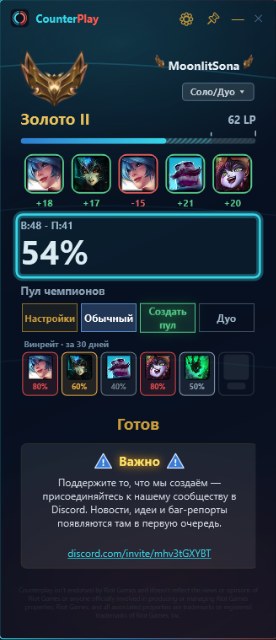 CounterPlay
MoonlitSona
Соло/Дуо
Золото II
62 LP
+18 +17 -15 +21 +20
В:48 - П:41
54%
Пул чемпионов
Настройки
Обычный
Создать
пул
Дуо
Винрейт · за 30 дней
80% 60% 40% 80% 50%
Готов
Важно
Поддержите то, что мы создаём —
присоединяйтесь к нашему сообществу в
Discord. Новости, идеи и баг-репорты
появляются там в первую очередь.
discord.com/invite/mhv3tGXYBT